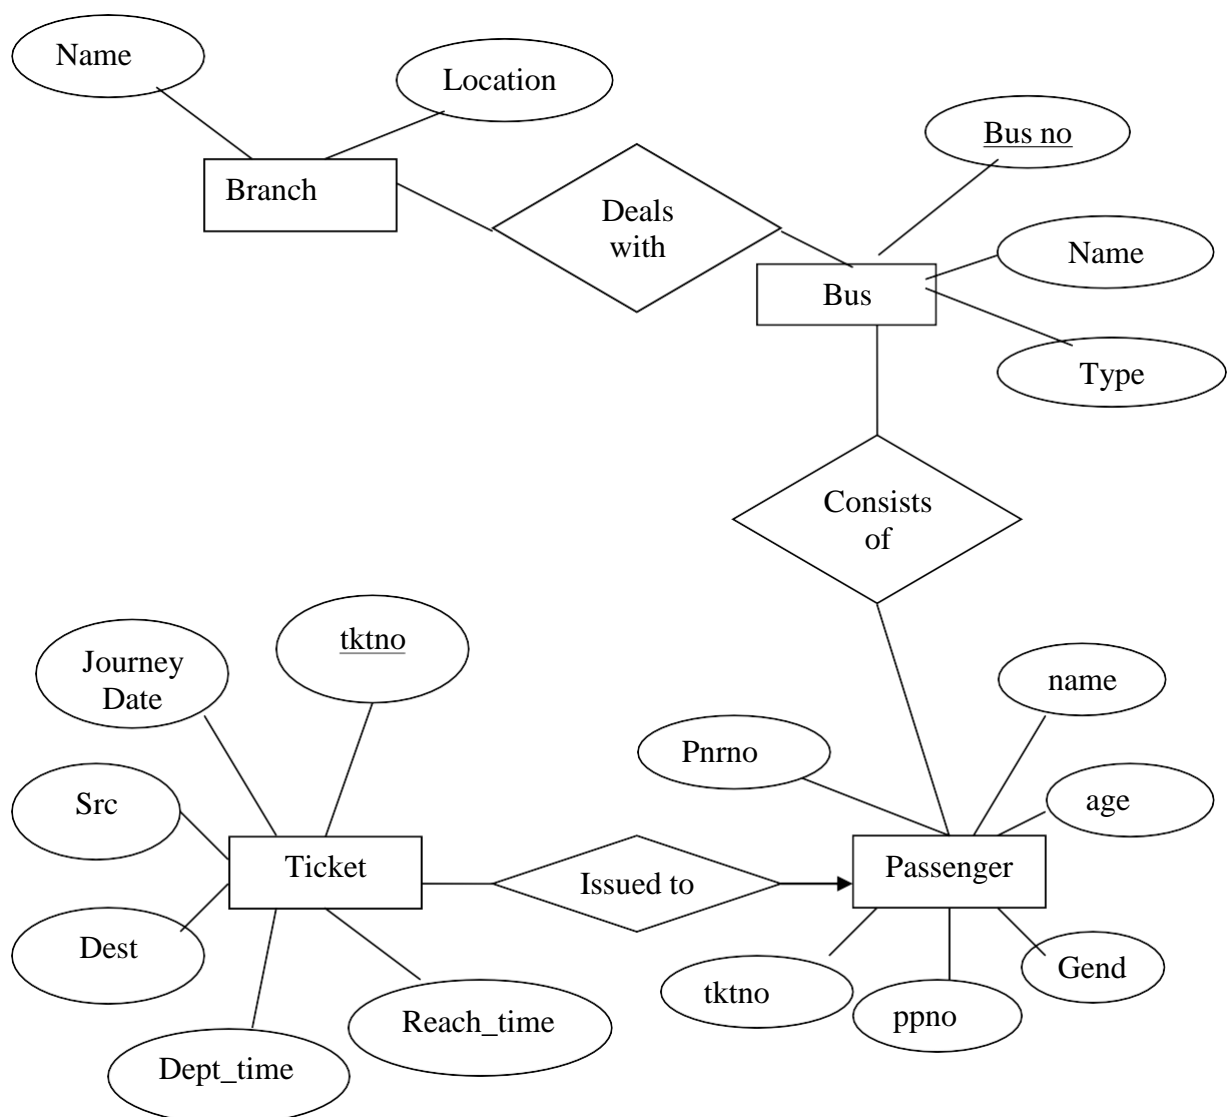 Name
Location
Bus no
Branch
Deals
with
Name
Bus
Type
Consists
of
tktno
Journey
Date
name
Pnrno
Src
age
Ticket
Issued to
Passenger
Dest
Gend
tktno
ppno
Reach_time
Dept_time